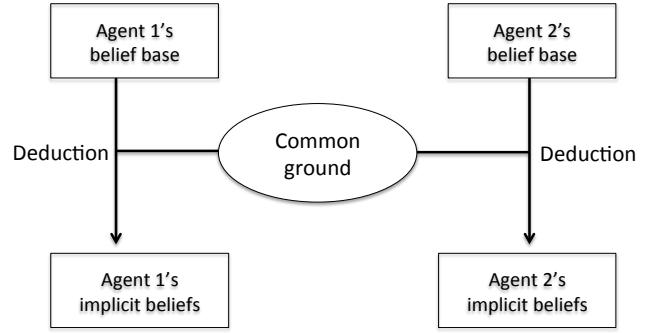 Agent 1's
belief base
Agent 2's
belief base
Deduction
Common
ground
Deduction
Agent 1's
implicit beliefs
Agent 2's
implicit beliefs